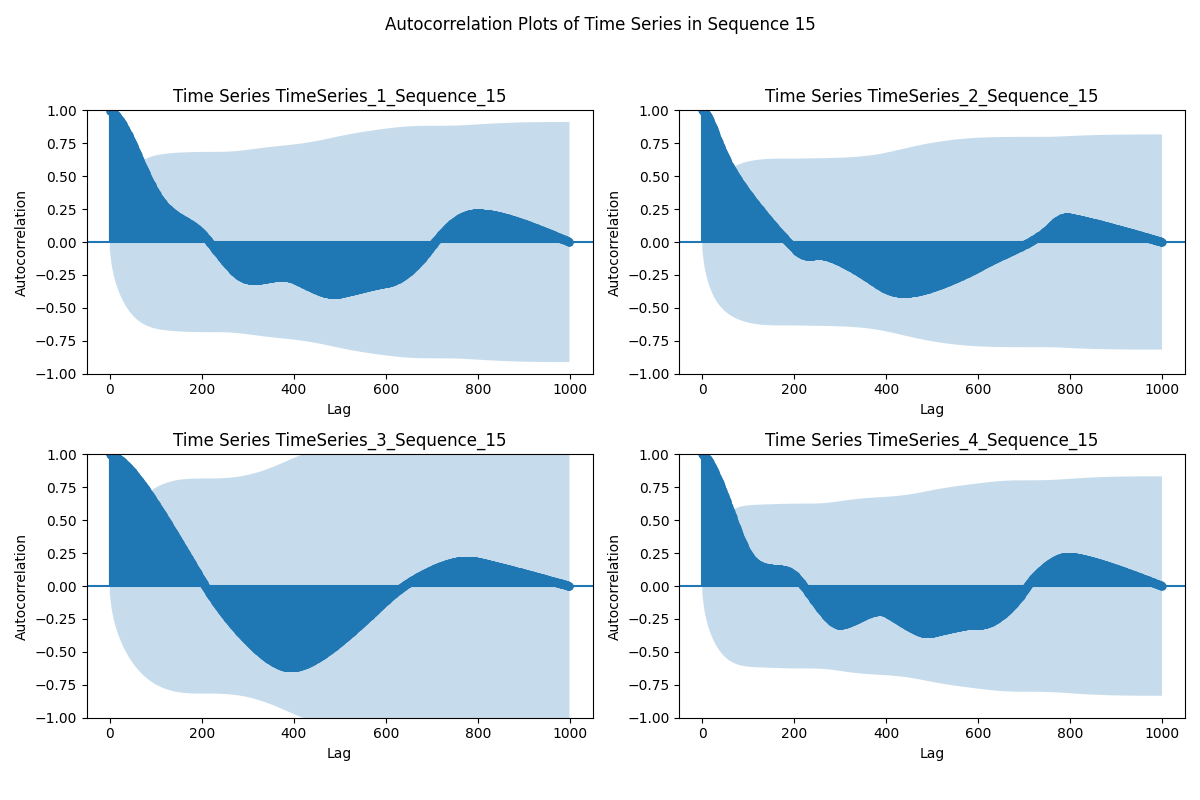 Autocorrelation Plots of Time Series in Sequence 15
Time Series TimeSeries_1_Sequence_15
1.00
0.75
0.50
0.25
0.00
−0.25
−0.50
−0.75
−1.00
Autocorrelation
0 200 400 600 800 1000
Lag
Time Series TimeSeries_2_Sequence_15
1.00
0.75
0.50
0.25
0.00
−0.25
−0.50
−0.75
−1.00
Autocorrelation
0 200 400 600 800 1000
Lag
Time Series TimeSeries_3_Sequence_15
1.00
0.75
0.50
0.25
0.00
−0.25
−0.50
−0.75
−1.00
Autocorrelation
0 200 400 600 800 1000
Lag
Time Series TimeSeries_4_Sequence_15
1.00
0.75
0.50
0.25
0.00
−0.25
−0.50
−0.75
−1.00
Autocorrelation
0 200 400 600 800 1000
Lag